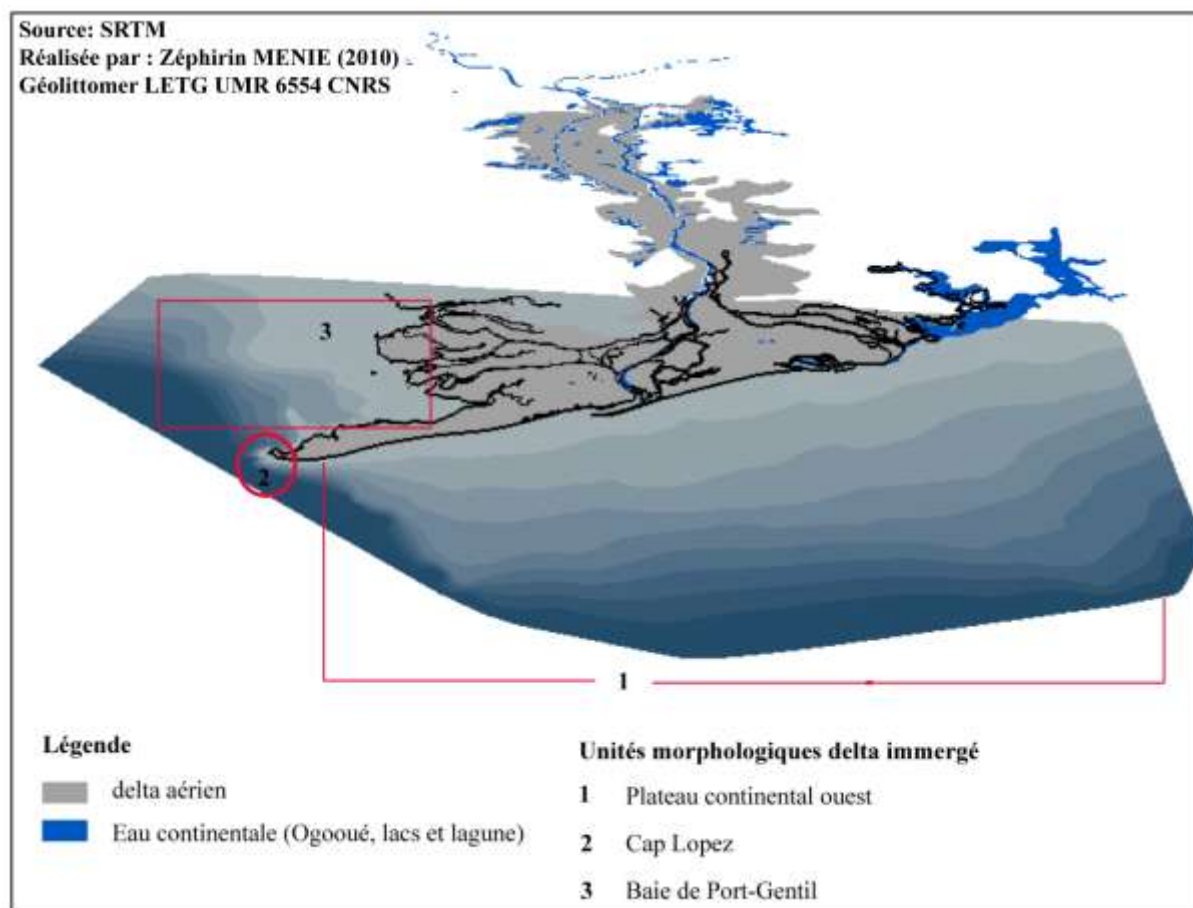 Source: SRTM
Réalisée par : Zéphirin MENIE (2010)
Géolittomer LETG UMR 6554 CNRS
3
2
1
Légende
delta aérien
Eau continentale (Ogooué, lacs et lagune)
Unités morphologiques delta immergé
1 Plateau continental ouest
2 Cap Lopez
3 Baie de Port-Gentil